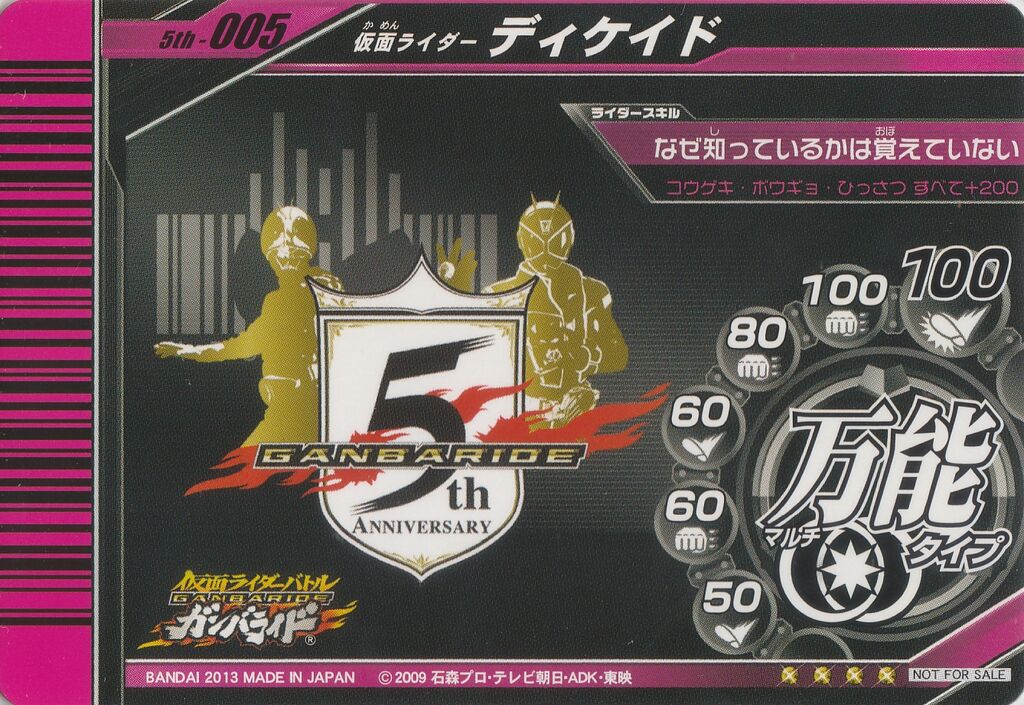 5th-005
かめん
仮面ライダー ディケイド
ライダースキル
し おぼ
なぜ知っているかは覚えていない
コウゲキ・ボウギョ・ひっさつ すべて+200
100
100
80
60
60
50
万能
マルチ タイプ
5th
GANBARIDE
ANNIVERSARY
仮面ライダーバトル
GANBARIDE
ガンバライド®
BANDAI 2013 MADE IN JAPAN ©2009 石森プロ・テレビ朝日・ADK・東映
NOT FOR SALE